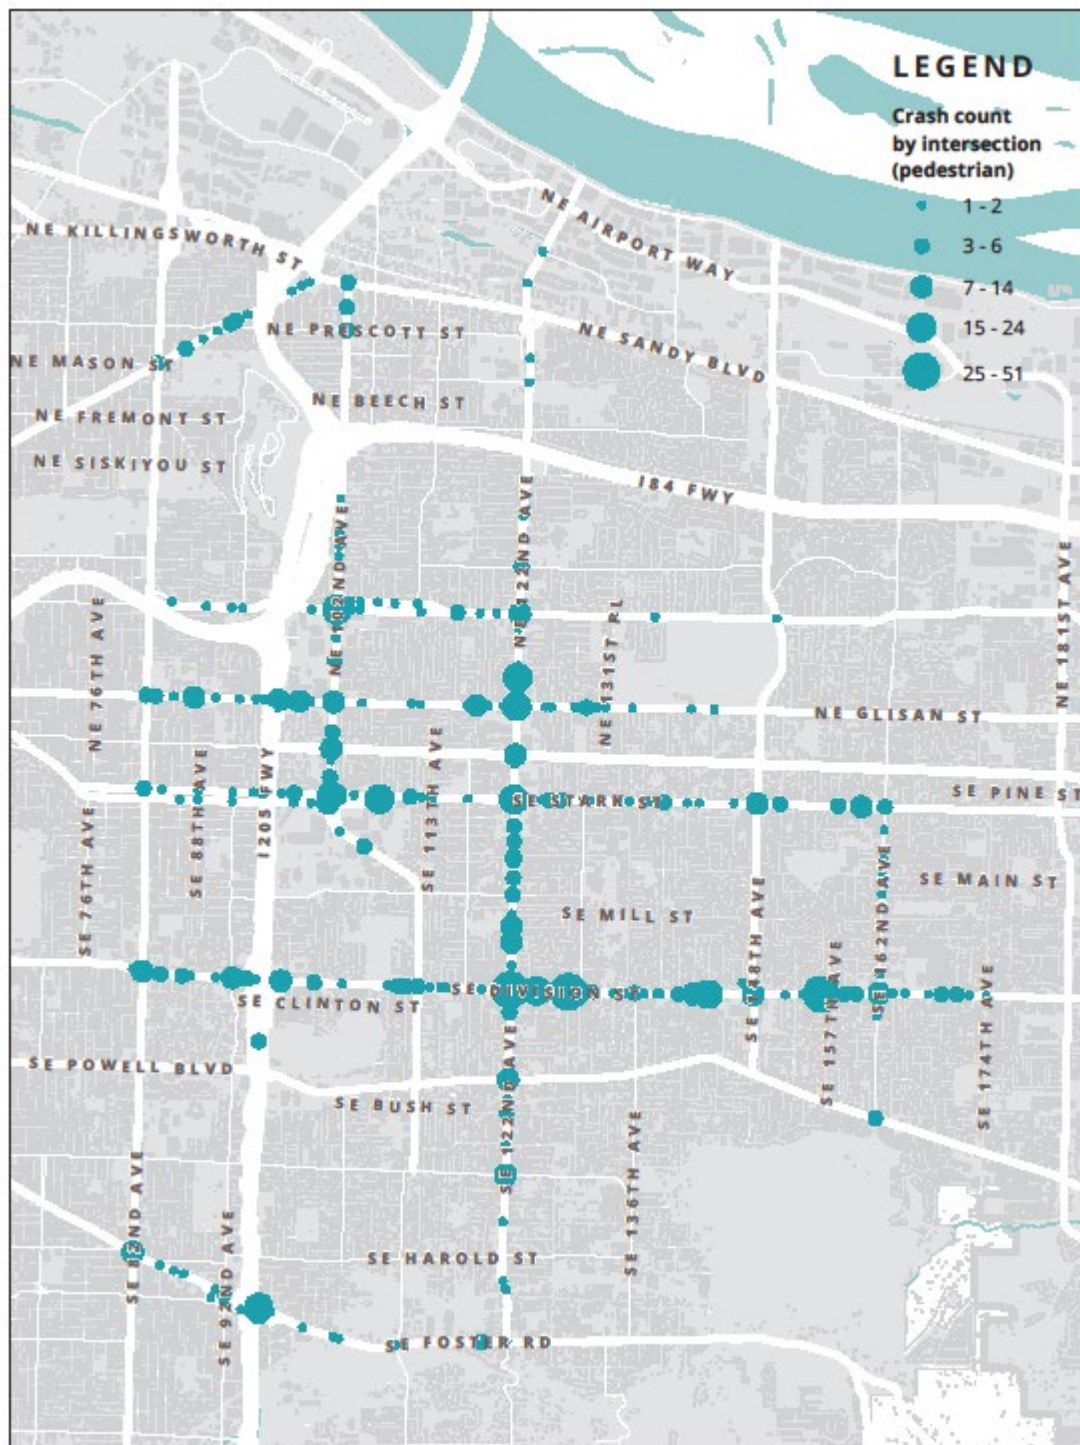 LEGEND
Crash count
by intersection
(pedestrian)
1 - 2
3 - 6
7 - 14
15 - 24
25 - 51
NE AIRPORT WAY
NE KILLINGSWORTH ST
NE PRESCOTT ST
NE SANDY BLVD
NE MASON ST
NE BEECH ST
NE FREMONT ST
NE SISKIYOU ST
I84 FWY
NE 102ND AVE
NE 122ND AVE
NE 181ST AVE
NE 76TH AVE
NE 131ST PL
NE GLISAN ST
SE 88TH AVE
I205 FWY
NE 113TH AVE
SE 113TH AVE
SE STARK ST
SE PINE ST
SE 76TH AVE
SE MAIN ST
SE MILL ST
SE 148TH AVE
SE 162ND AVE
SE DIVISION ST
SE CLINTON ST
SE 157TH AVE
SE 174TH AVE
SE POWELL BLVD
SE BUSH ST
SE 122ND AVE
SE 136TH AVE
SE 82ND AVE
SE 92ND AVE
SE HAROLD ST
SE FOSTER RD